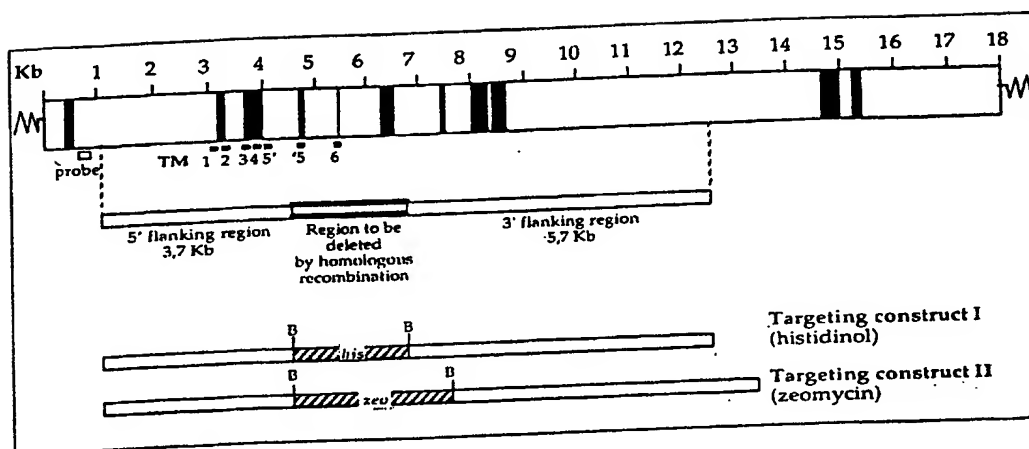 Kb 1 2 3 4 5 6 7 8 9 10 11 12 13 14 15 16 17 18
probe
TM 1 2 3 4 5' '5 6
5' flanking region
3,7 Kb
Region to be
deleted
by homologous
recombination
3' flanking region
5,7 Kb
B B
his
Targeting construct I
(histidinol)
B B
zeo
Targeting construct II
(zeomycin)